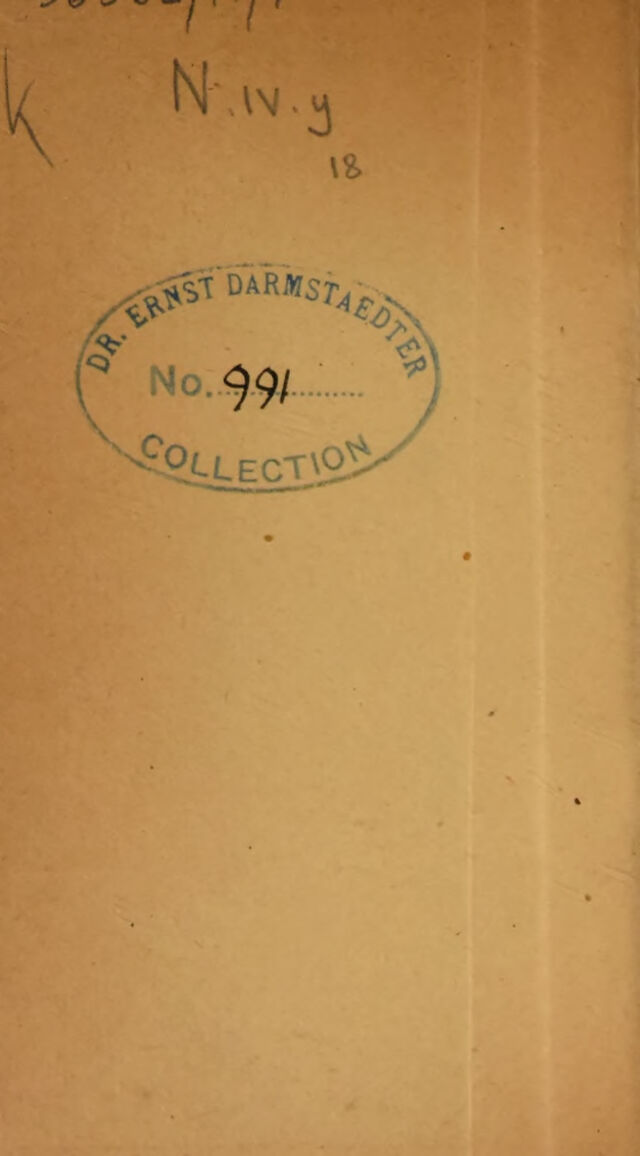 k
N.IV.y
18
DR. ERNST DARMSTAEDTER
No. 991
COLLECTION